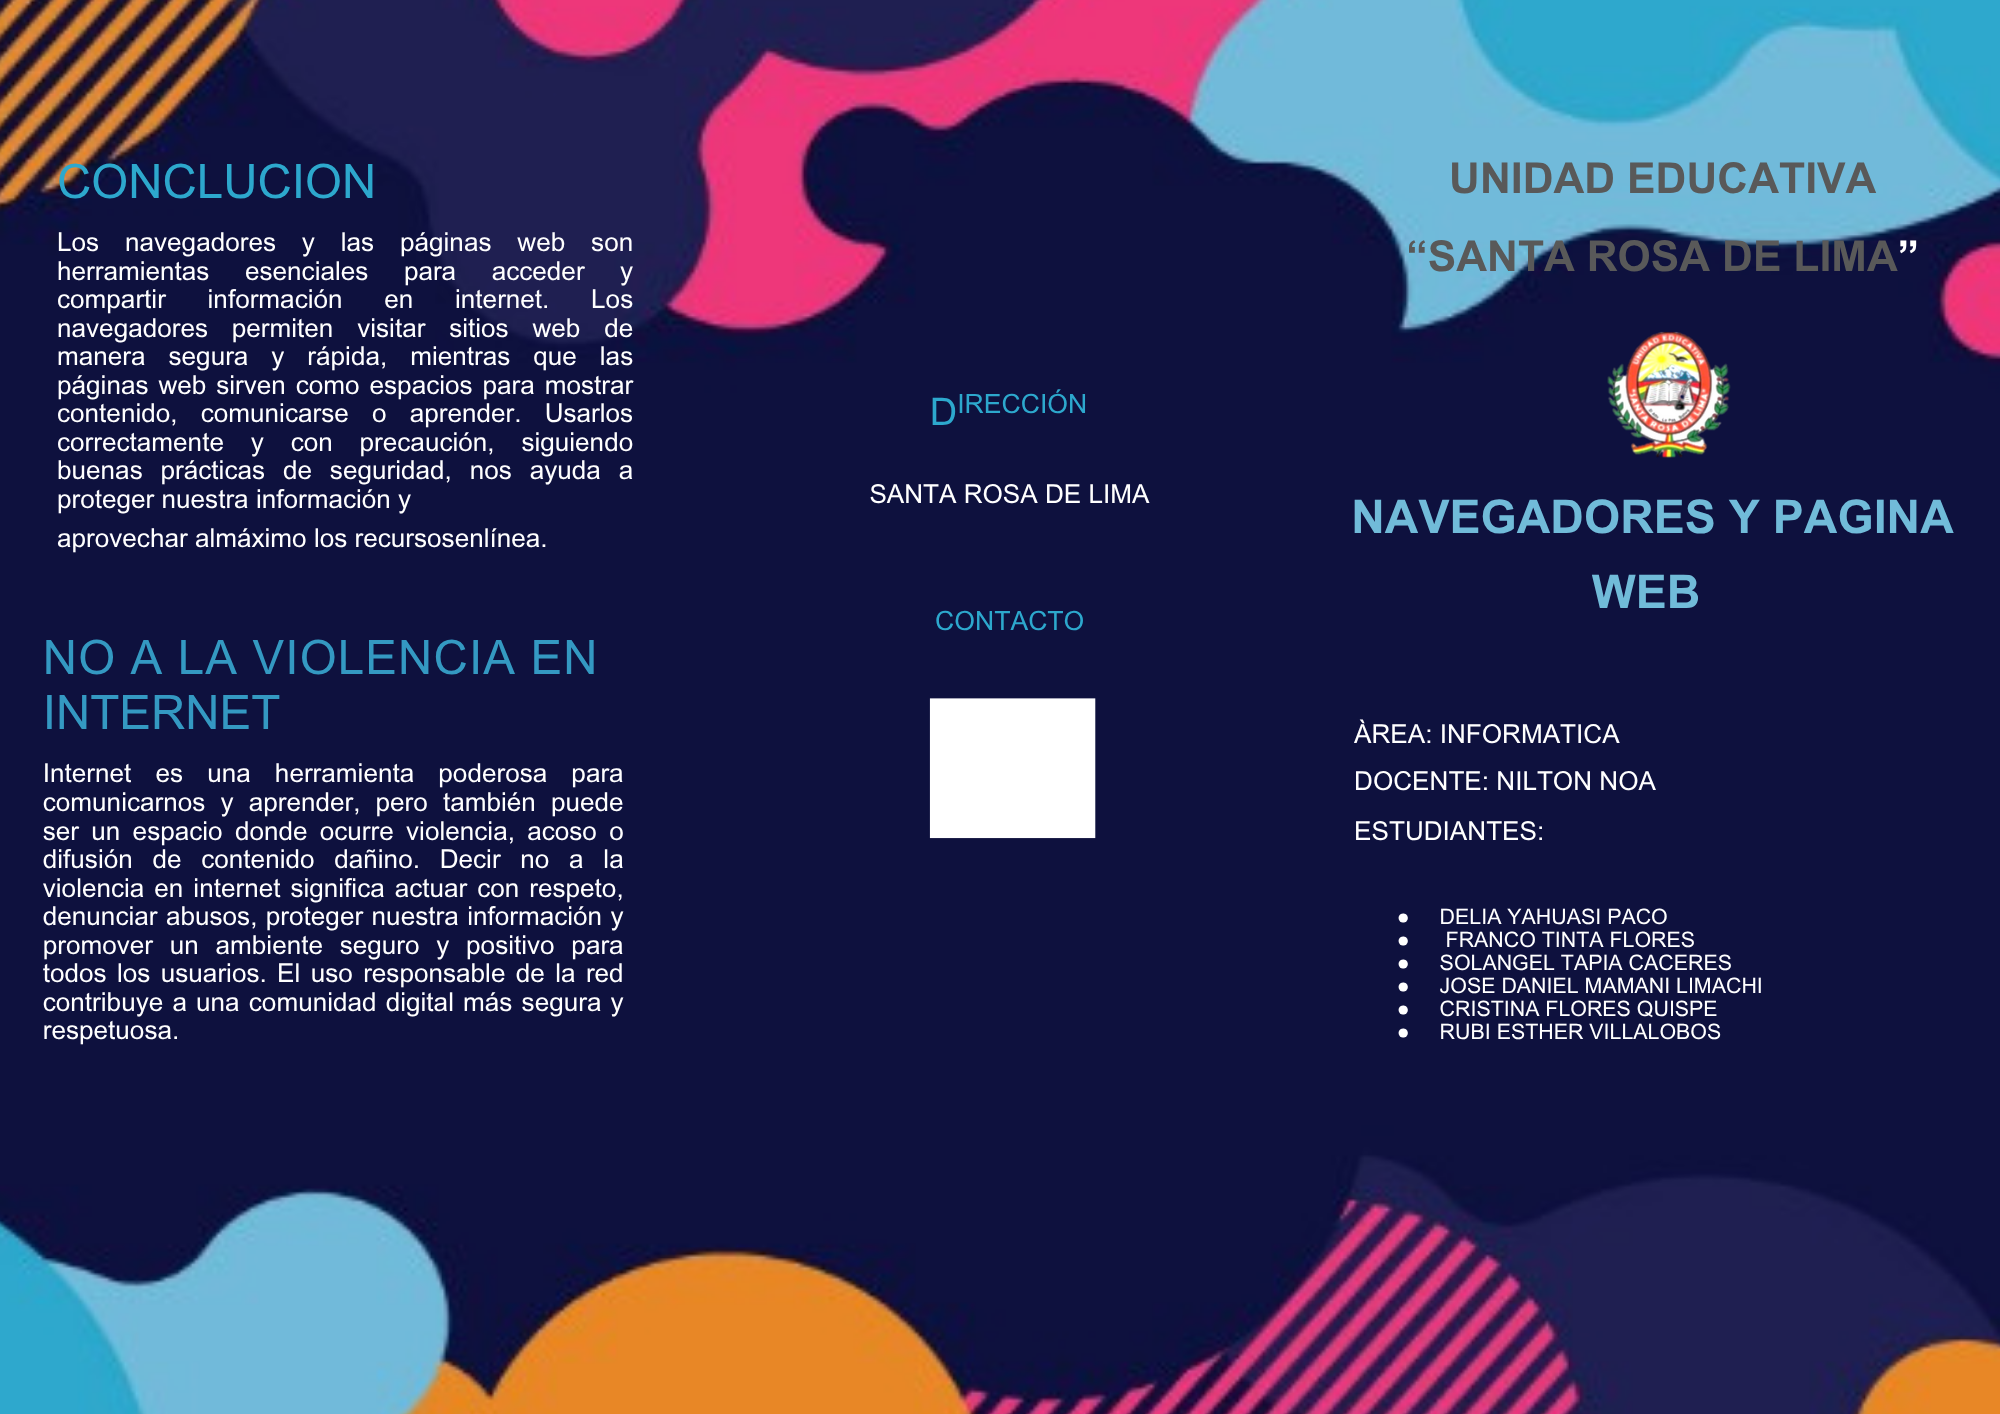 CONCLUCION
Los navegadores y las páginas web son
herramientas esenciales para acceder y
compartir información en internet. Los
navegadores permiten visitar sitios web de
manera segura y rápida, mientras que las
páginas web sirven como espacios para mostrar
contenido, comunicarse o aprender. Usarlos
correctamente y con precaución, siguiendo
buenas prácticas de seguridad, nos ayuda a
proteger nuestra información y
aprovechar almáximo los recursosenlínea.
NO A LA VIOLENCIA EN
INTERNET
Internet es una herramienta poderosa para
comunicarnos y aprender, pero también puede
ser un espacio donde ocurre violencia, acoso o
difusión de contenido dañino. Decir no a la
violencia en internet significa actuar con respeto,
denunciar abusos, proteger nuestra información y
promover un ambiente seguro y positivo para
todos los usuarios. El uso responsable de la red
contribuye a una comunidad digital más segura y
respetuosa.
DIRECCIÓN
SANTA ROSA DE LIMA
CONTACTO
UNIDAD EDUCATIVA
“SANTA ROSA DE LIMA”
UNIDAD EDUCATIVA
SANTA ROSA DE LIMA
NAVEGADORES Y PAGINA
WEB
ÀREA: INFORMATICA
DOCENTE: NILTON NOA
ESTUDIANTES:
● DELIA YAHUASI PACO
● FRANCO TINTA FLORES
● SOLANGEL TAPIA CACERES
● JOSE DANIEL MAMANI LIMACHI
● CRISTINA FLORES QUISPE
● RUBI ESTHER VILLALOBOS